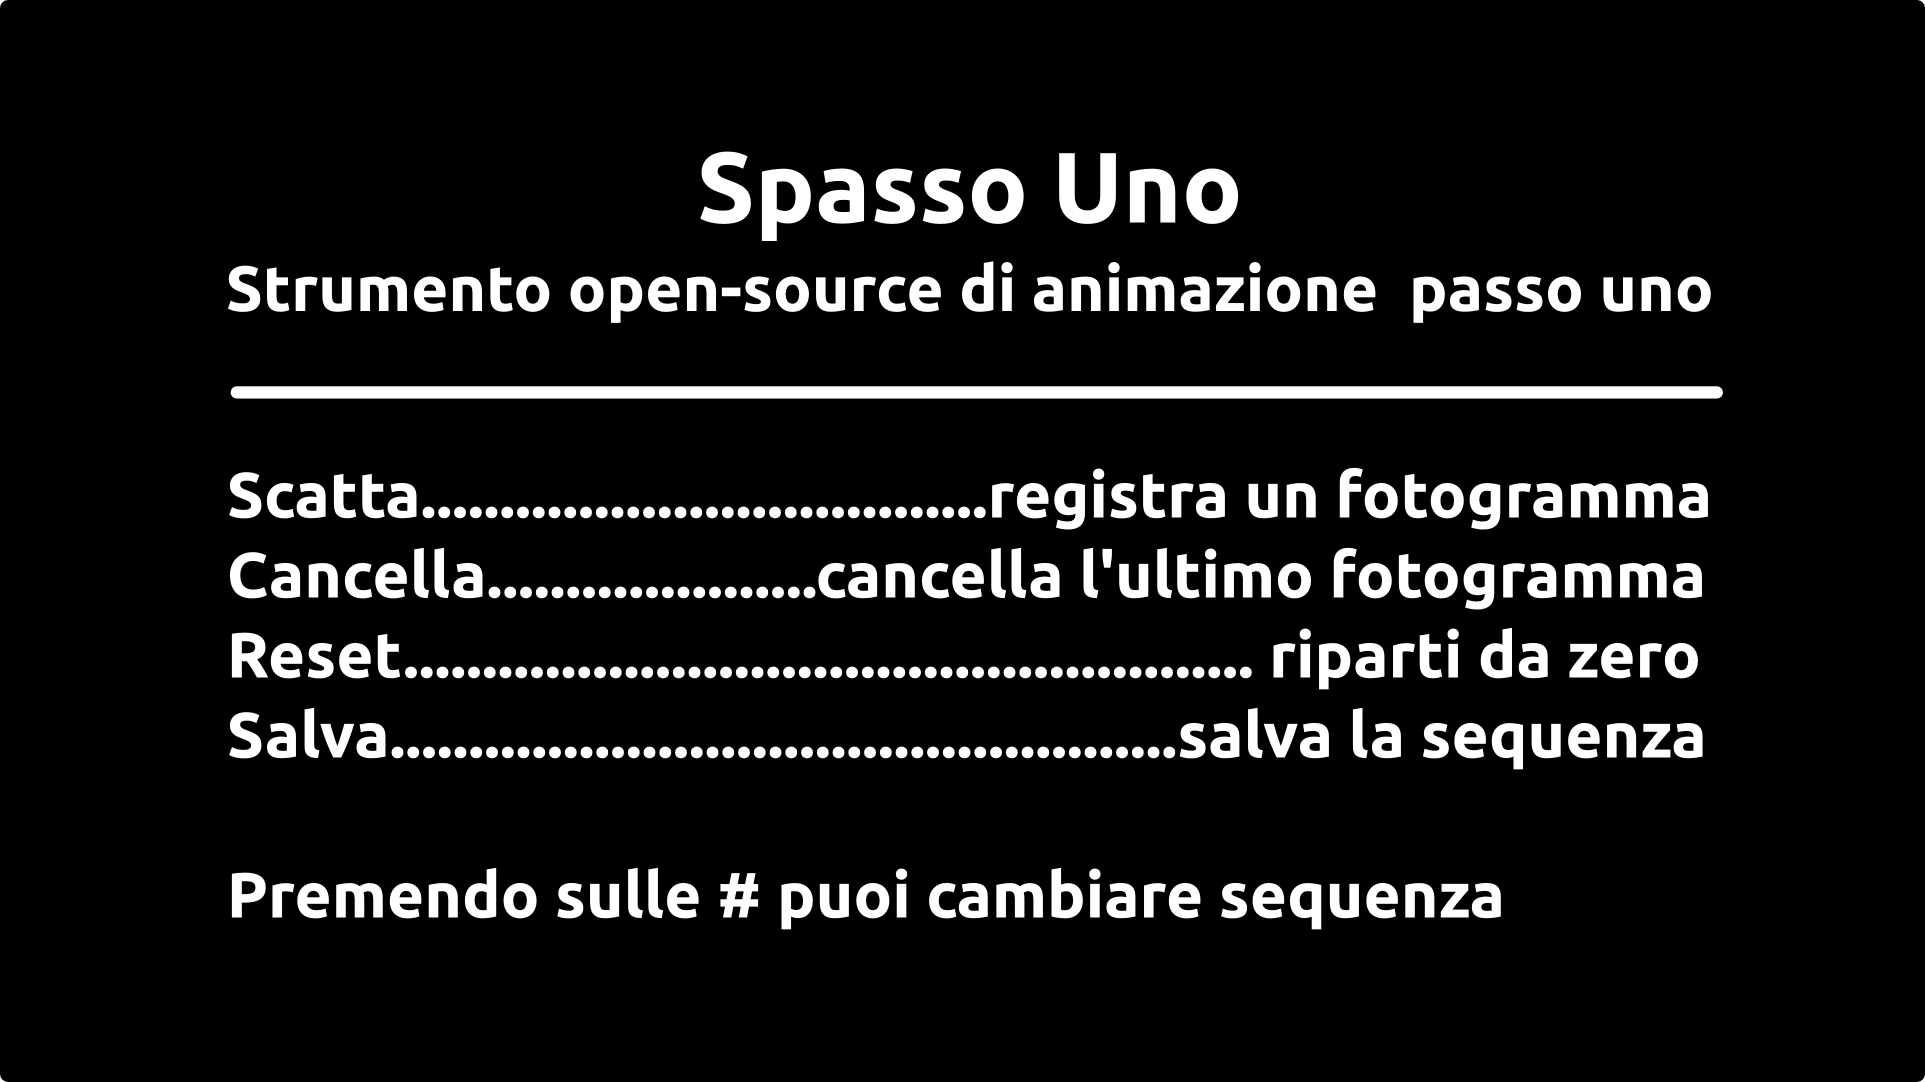 Spasso Uno
Strumento open-source di animazione  passo uno
Scatta....................................registra un fotogramma
Cancella.....................cancella l'ultimo fotogramma
Reset...................................................... riparti da zero
Salva..................................................salva la sequenza
Premendo sulle # puoi cambiare sequenza